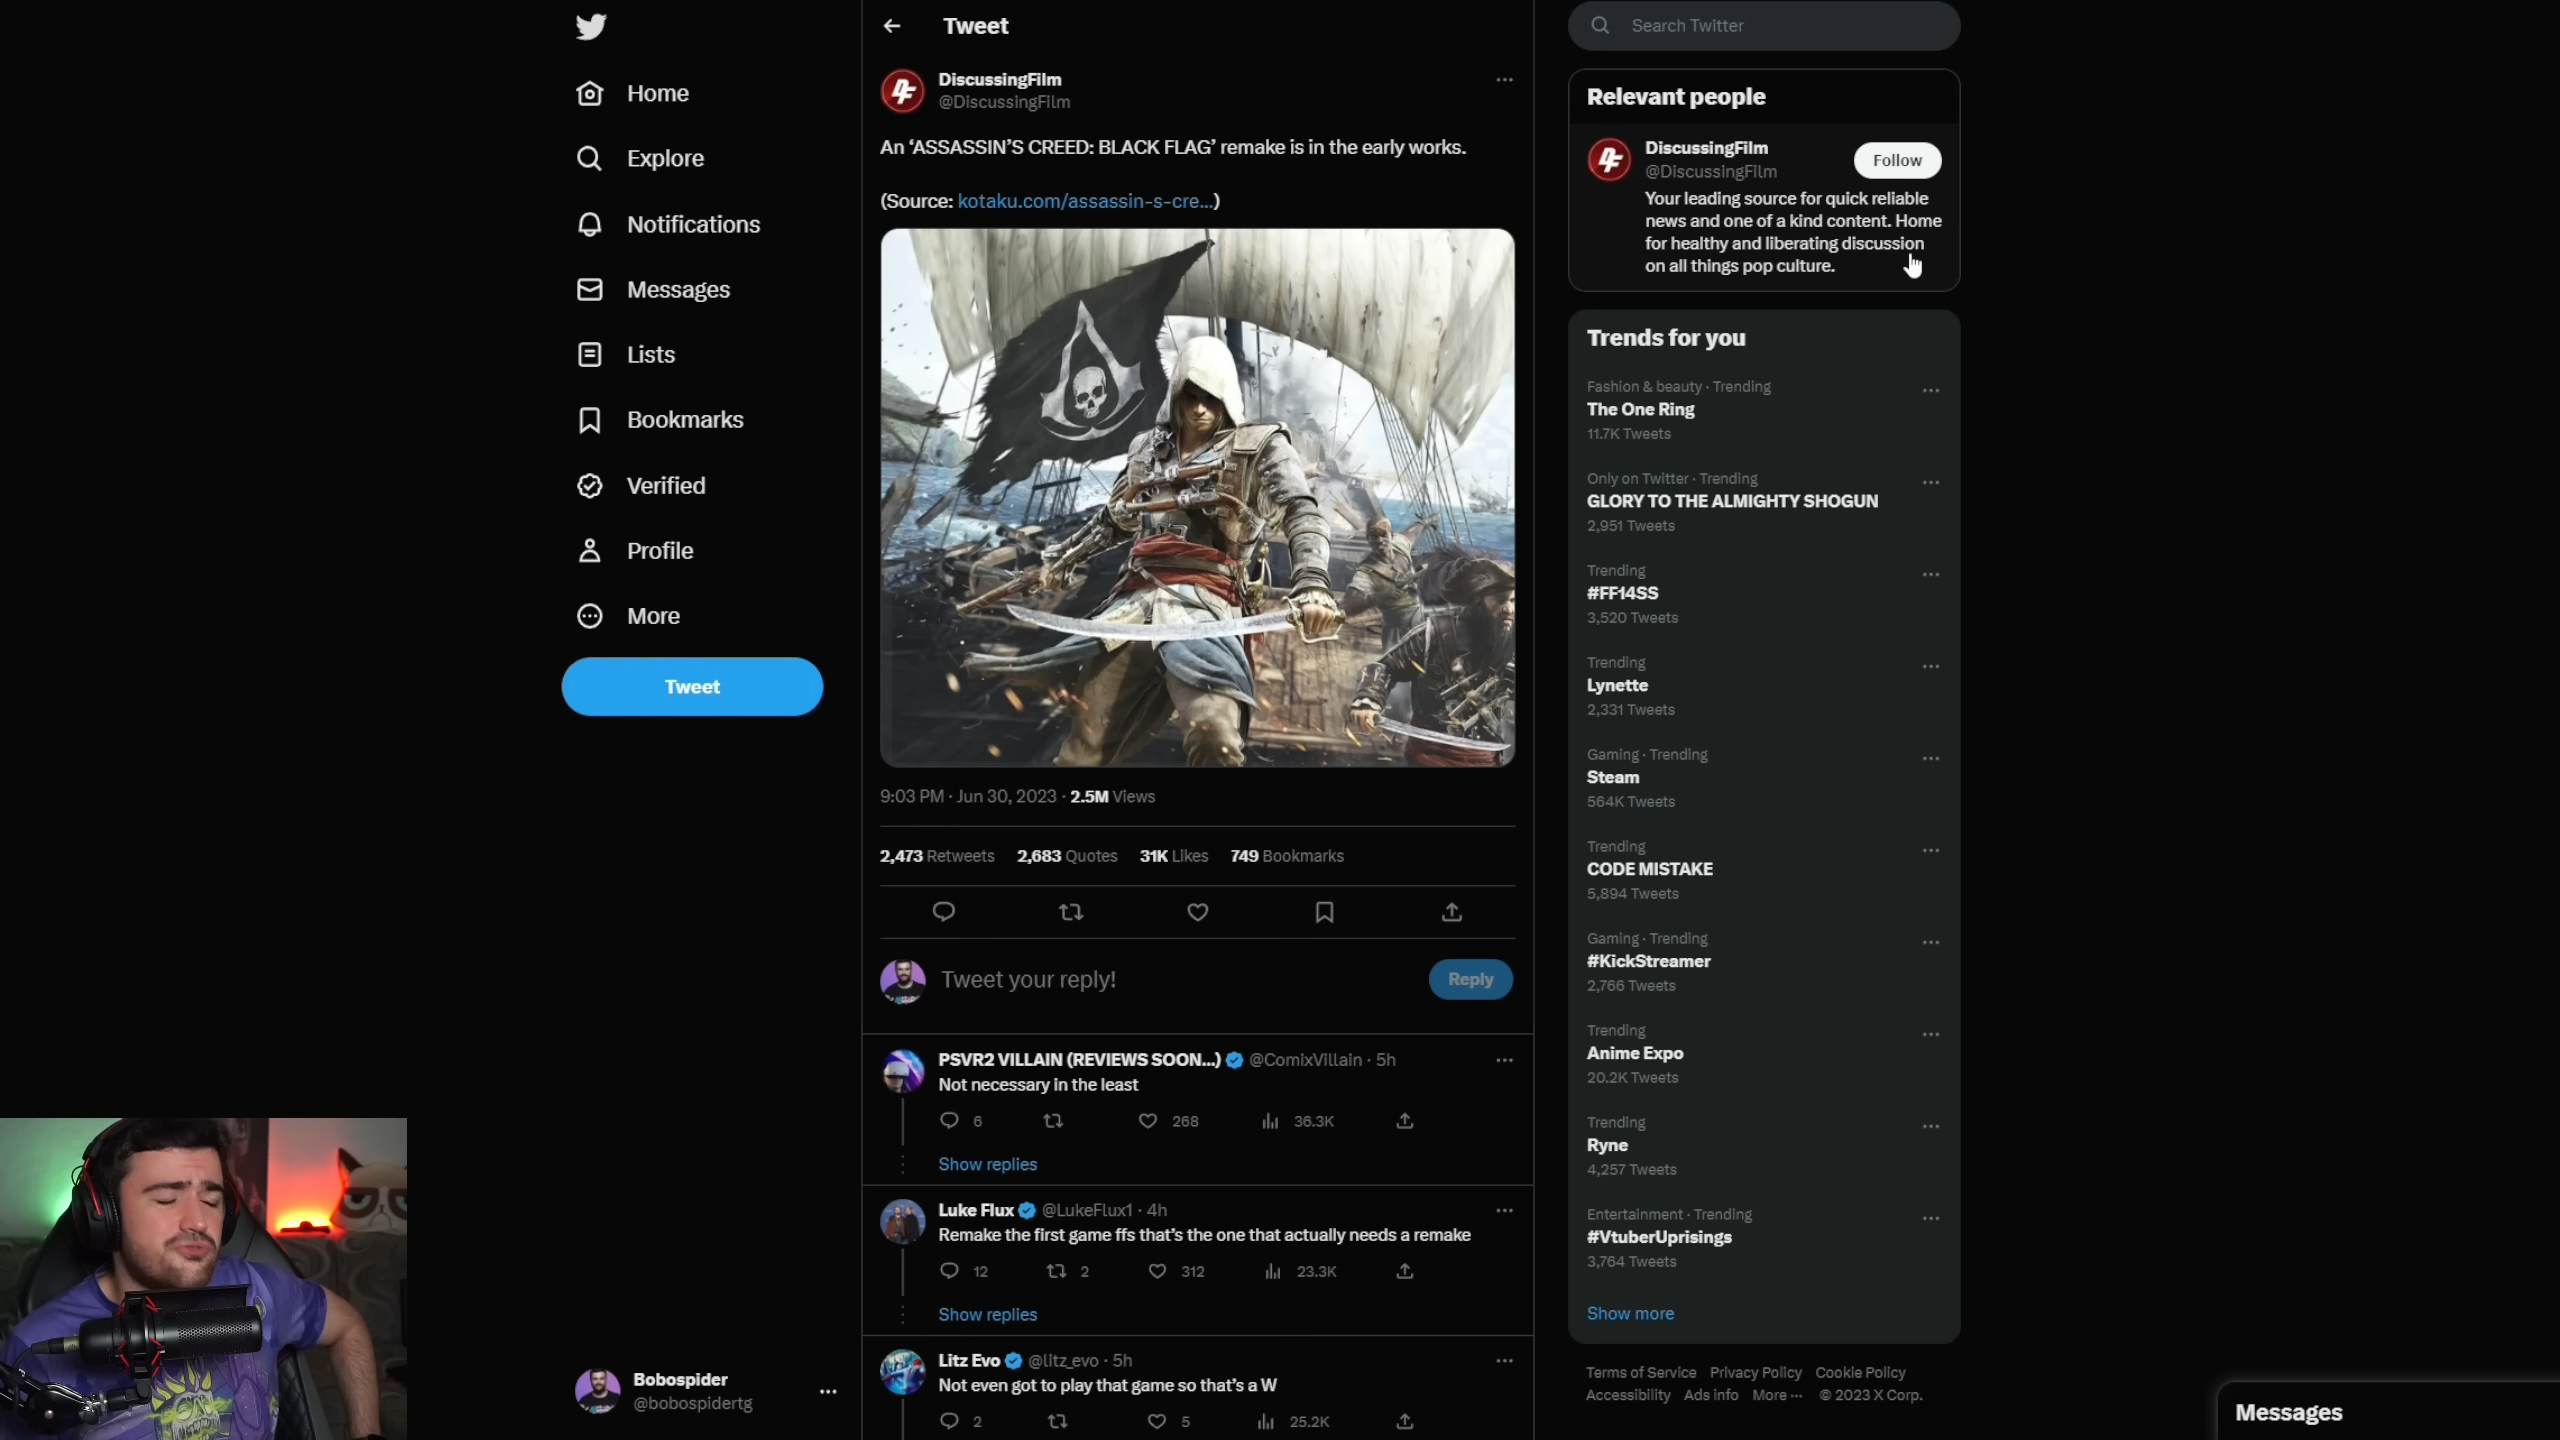 Home
Explore
Notifications
Messages
Lists
Bookmarks
Verified
Profile
More
Tweet
Bobospider
@bobospidertg
Tweet
DiscussingFilm
@DiscussingFilm
An ‘ASSASSIN’S CREED: BLACK FLAG’ remake is in the early works.
(Source: kotaku.com/assassin-s-cre...)
9:03 PM · Jun 30, 2023 · 2.5M Views
2,473 Retweets 2,683 Quotes 31K Likes 749 Bookmarks
Tweet your reply!
Reply
PSVR2 VILLAIN (REVIEWS SOON...) @ComixVillain · 5h
Not necessary in the least
6 268 36.3K
Show replies
Luke Flux @LukeFlux1 · 4h
Remake the first game ffs that’s the one that actually needs a remake
12 2 312 23.3K
Show replies
Litz Evo @litz_evo · 5h
Not even got to play that game so that’s a W
2 5 25.2K
Search Twitter
Relevant people
DiscussingFilm
@DiscussingFilm
Follow
Your leading source for quick reliable
news and one of a kind content. Home
for healthy and liberating discussion
on all things pop culture.
Trends for you
Fashion & beauty · Trending
The One Ring
11.7K Tweets
Only on Twitter · Trending
GLORY TO THE ALMIGHTY SHOGUN
2,951 Tweets
Trending
#FF14SS
3,520 Tweets
Trending
Lynette
2,331 Tweets
Gaming · Trending
Steam
564K Tweets
Trending
CODE MISTAKE
5,894 Tweets
Gaming · Trending
#KickStreamer
2,766 Tweets
Trending
Anime Expo
20.2K Tweets
Trending
Ryne
4,257 Tweets
Entertainment · Trending
#VtuberUprisings
3,764 Tweets
Show more
Terms of Service Privacy Policy Cookie Policy
Accessibility Ads info More ··· © 2023 X Corp.
Messages